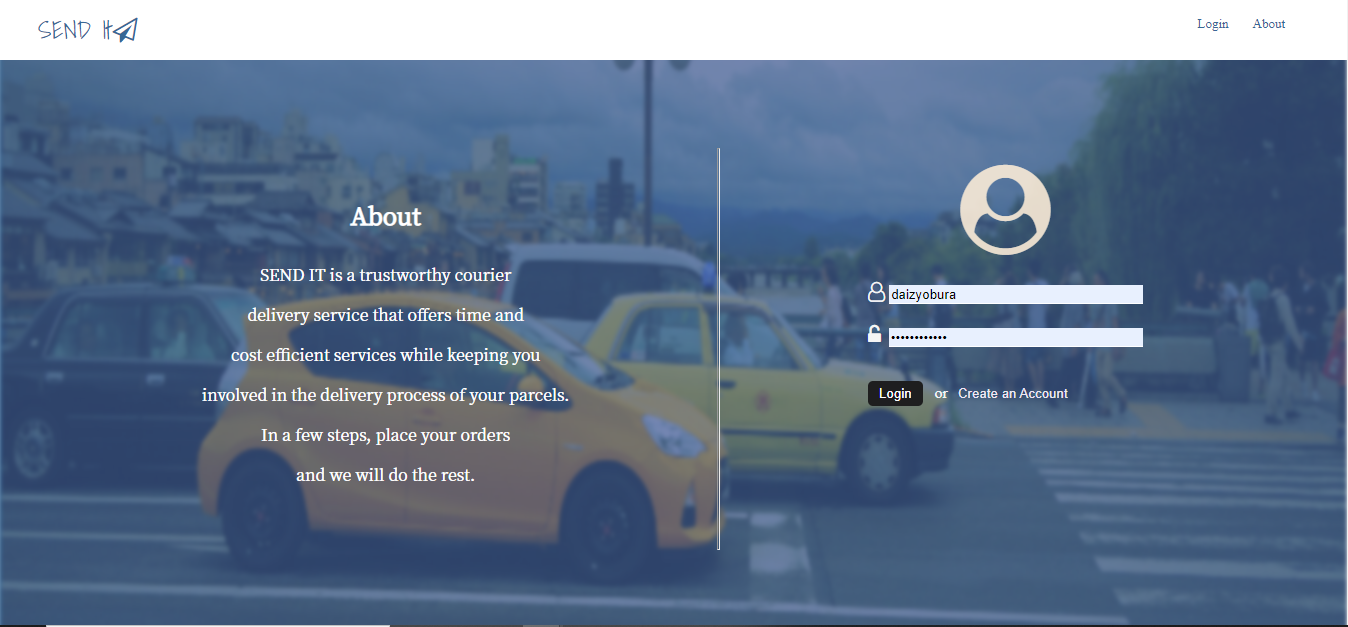 SEND It
Login About
About
SEND IT is a trustworthy courier
delivery service that offers time and
cost efficient services while keeping you
involved in the delivery process of your parcels.
In a few steps, place your orders
and we will do the rest.
daizyobura
••••••••••••
Login or Create an Account